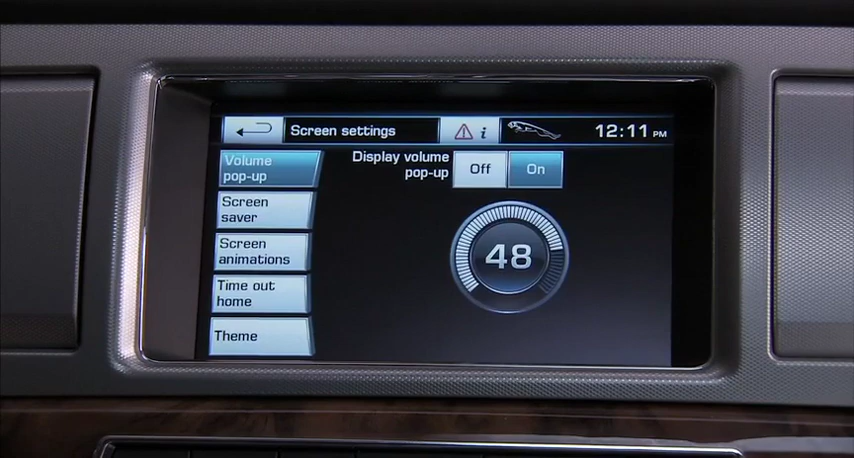 Screen settings
i
12:11 PM
Volume
pop-up
Display volume
pop-up
Off
On
Screen
saver
48
Screen
animations
Time out
home
Theme